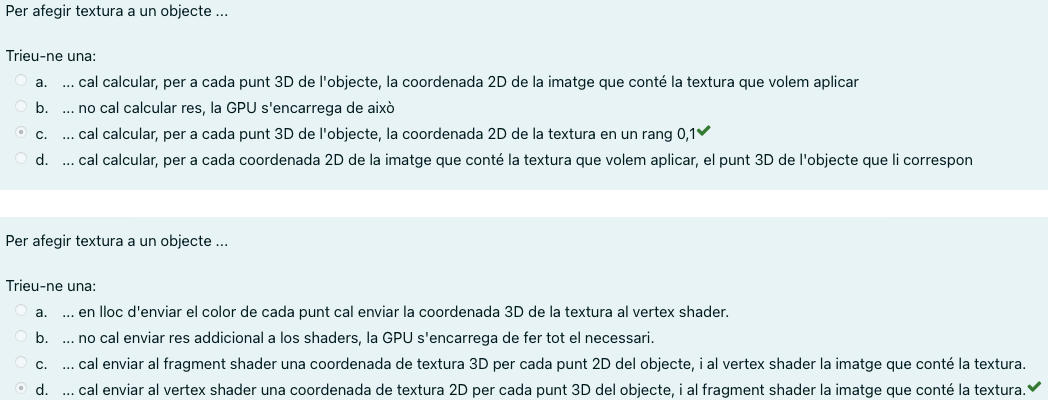 Per afegir textura a un objecte ...
Trieu-ne una:
a. ... cal calcular, per a cada punt 3D de l'objecte, la coordenada 2D de la imatge que conté la textura que volem aplicar
b. ... no cal calcular res, la GPU s'encarrega de això
c. ... cal calcular, per a cada punt 3D de l'objecte, la coordenada 2D de la textura en un rang 0,1
d. ... cal calcular, per a cada coordenada 2D de la imatge que conté la textura que volem aplicar, el punt 3D de l'objecte que li correspon
Per afegir textura a un objecte ...
Trieu-ne una:
a. ... en lloc d'enviar el color de cada punt cal enviar la coordenada 3D de la textura al vertex shader.
b. ... no cal enviar res addicional a los shaders, la GPU s'encarrega de fer tot el necessari.
c. ... cal enviar al fragment shader una coordenada de textura 3D per cada punt 2D del objecte, i al vertex shader la imatge que conté la textura.
d. ... cal enviar al vertex shader una coordenada de textura 2D per cada punt 3D del objecte, i al fragment shader la imatge que conté la textura.